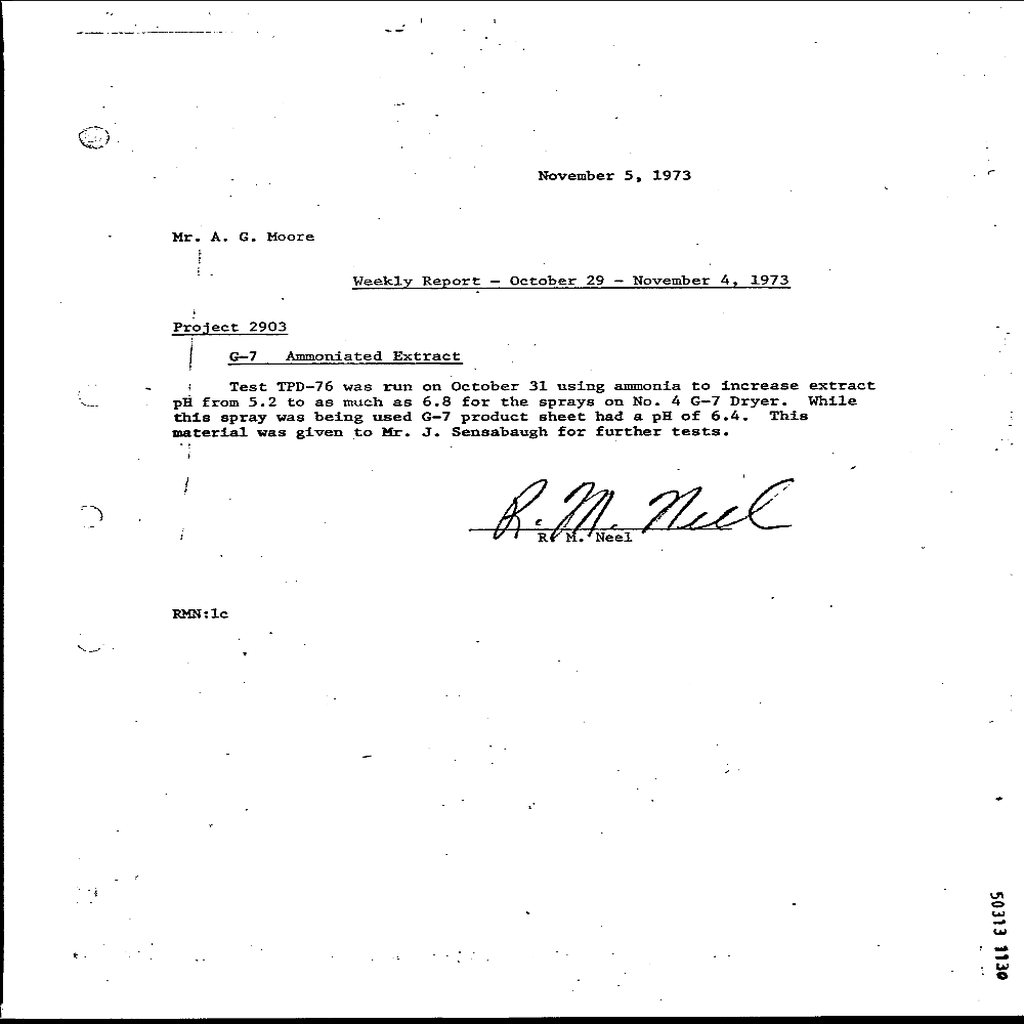 November 5, 1973
Mr. A. G. Moore
Weekly Report - October 29 - November 4, 1973
Project 2903
G-7 Ammoniated Extract
Test TPD-76 was run on October 31 using ammonia to increase extract
pH from 5.2 to as much as 6.8 for the sprays on No. 4 G-7 Dryer. While
this spray was being used G-7 product sheet had a pH of 6.4. This
material was given to Mr. J. Sensabaugh for further tests.
R. M. Neel
R. M. Neel
RMN:lc
50313 1130